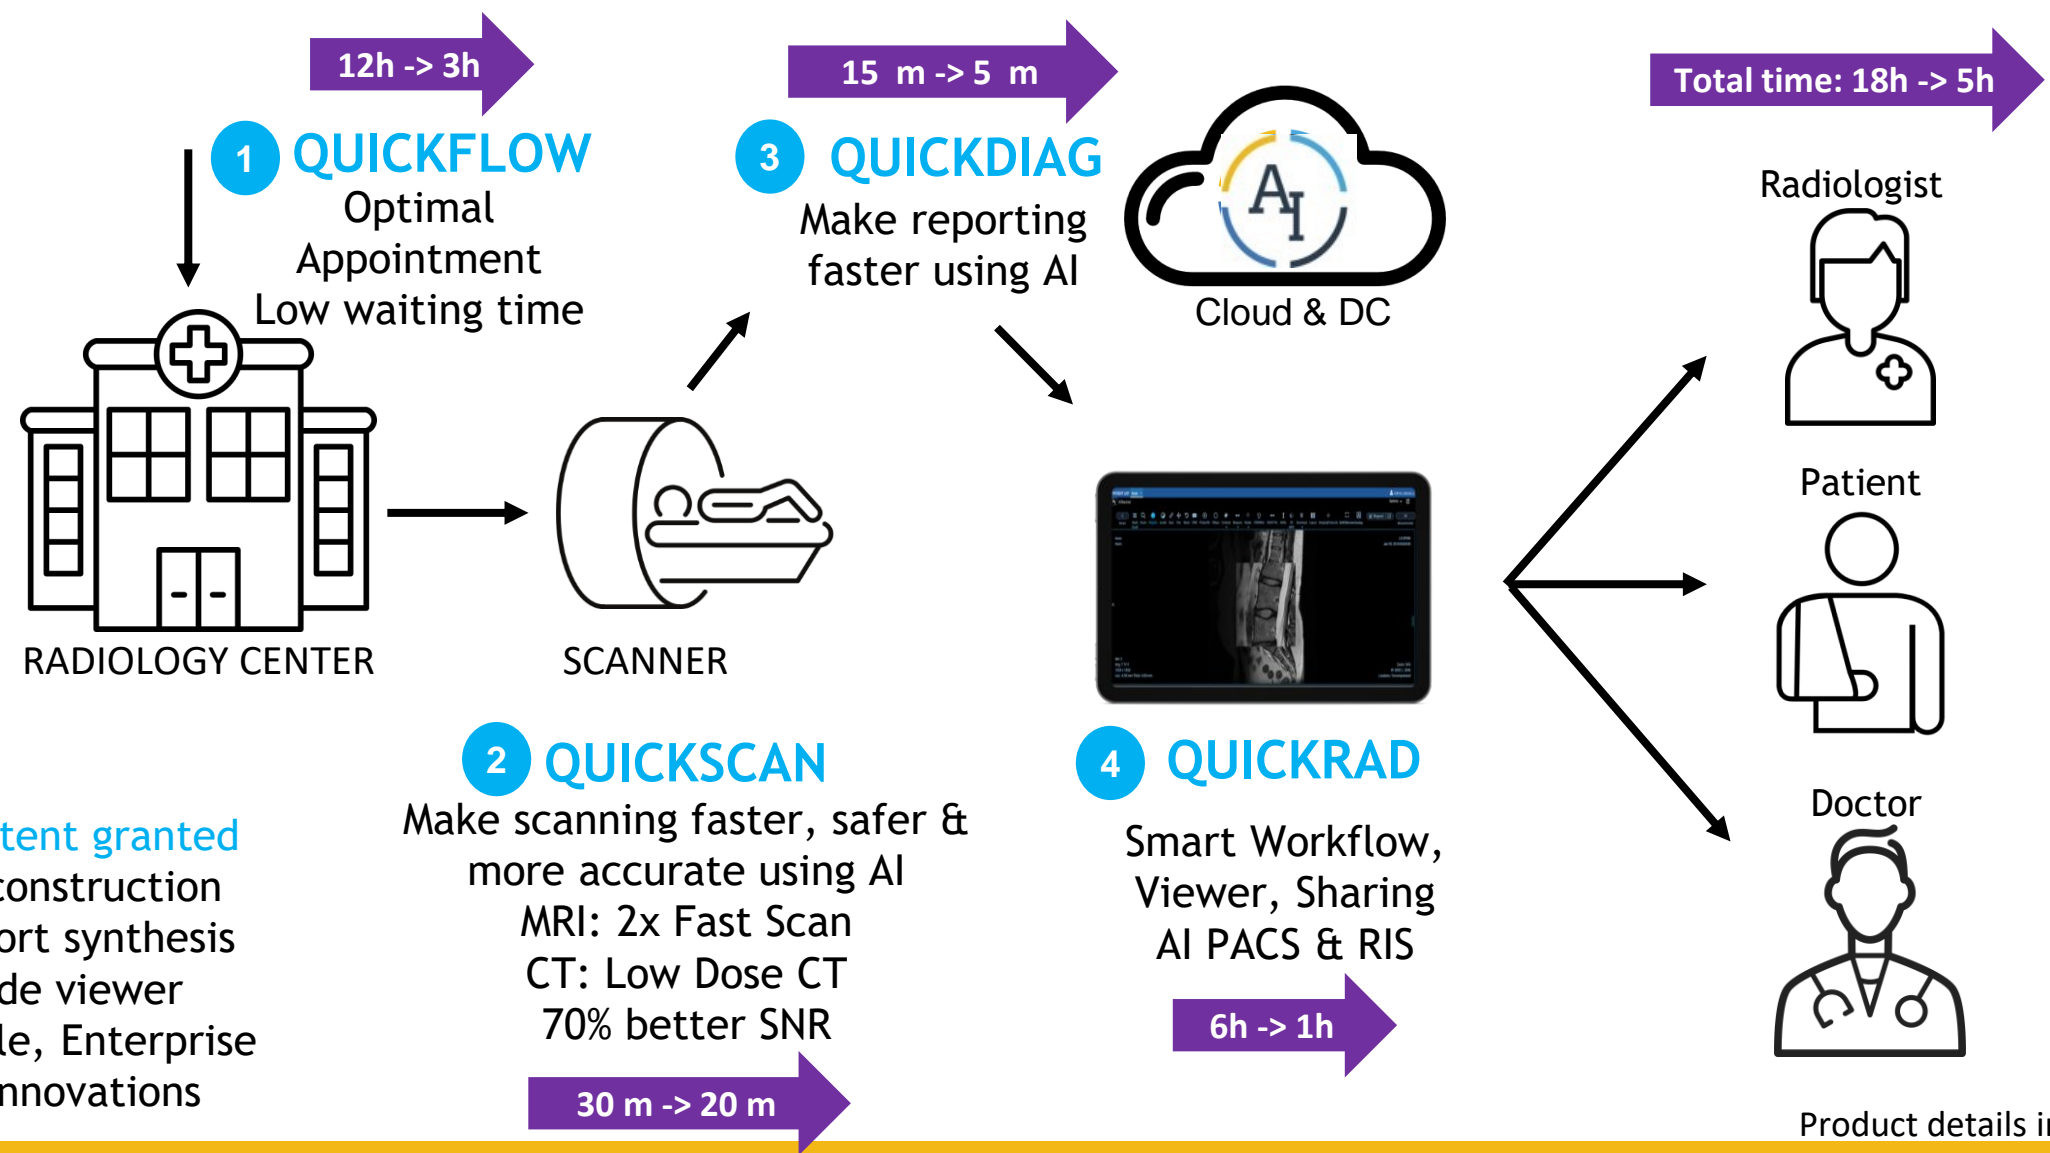 12h -> 3h
15 m -> 5 m
Total time: 18h -> 5h
1 QUICKFLOW
Optimal
Appointment
Low waiting time
3 QUICKDIAG
Make reporting
faster using AI
AI
Cloud & DC
Radiologist
Patient
Doctor
RADIOLOGY CENTER
SCANNER
2 QUICKSCAN
Make scanning faster, safer &
more accurate using AI
MRI: 2x Fast Scan
CT: Low Dose CT
70% better SNR
30 m -> 20 m
4 QUICKRAD
Smart Workflow,
Viewer, Sharing
AI PACS & RIS
6h -> 1h
tent granted
construction
ort synthesis
de viewer
le, Enterprise
nnovations
Product details in